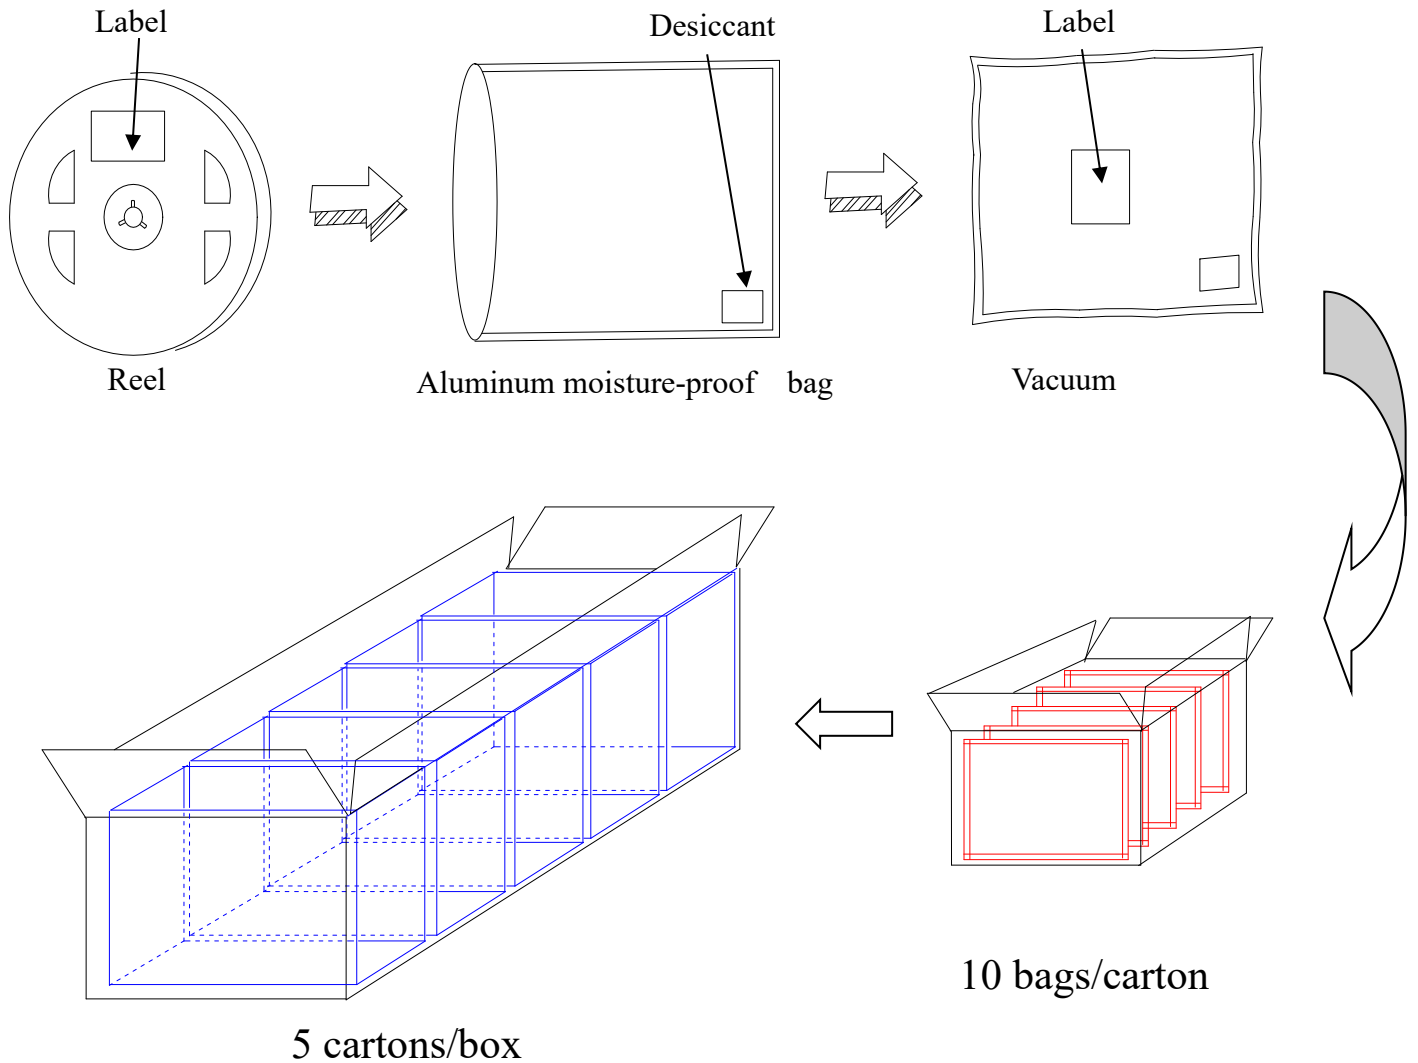 Label
Desiccant
Label
Reel
Aluminum moisture-proof bag
Vacuum
10 bags/carton
5 cartons/box